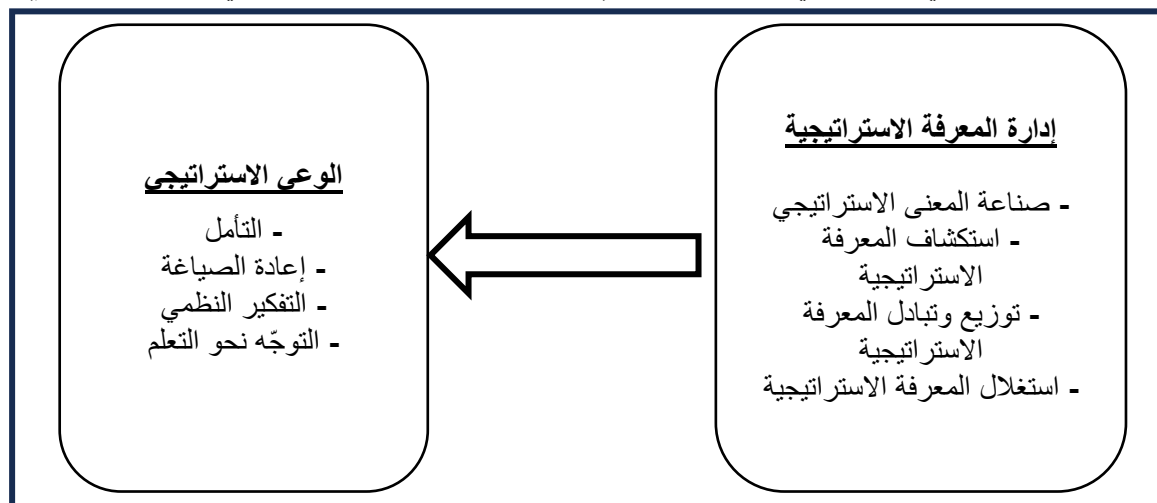 إدارة المعرفة الاستراتيجية
- صناعة المعنى الاستراتيجي
- استكشاف المعرفة
الاستراتيجية
- توزيع وتبادل المعرفة
الاستراتيجية
- استغلال المعرفة الاستراتيجية
الوعي الاستراتيجي
- التأمل
- إعادة الصياغة
- التفكير النظمي
- التوجّه نحو التعلم